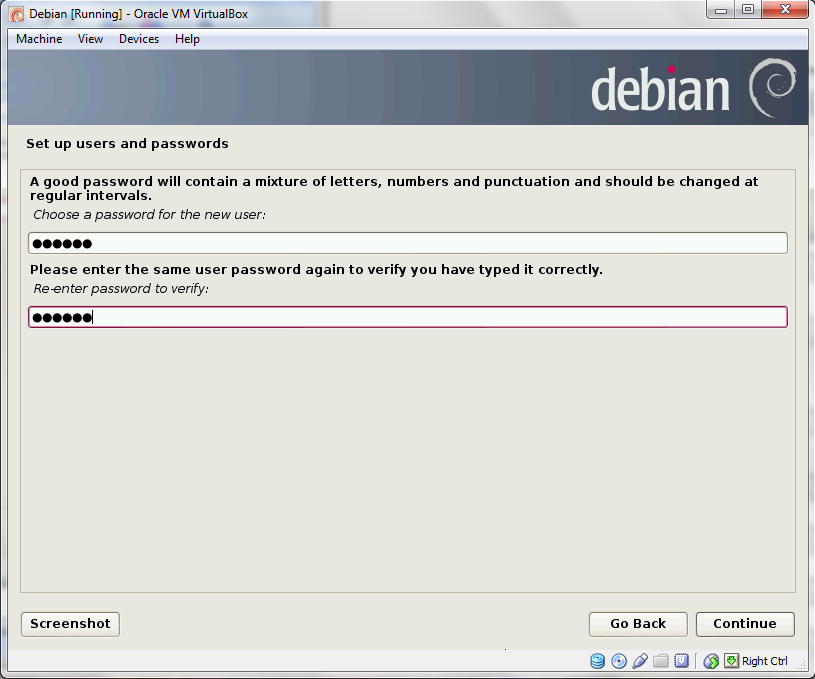 Debian [Running] - Oracle VM VirtualBox
Machine View Devices Help
debian
Set up users and passwords
A good password will contain a mixture of letters, numbers and punctuation and should be changed at
regular intervals.
Choose a password for the new user:
●●●●●●
Please enter the same user password again to verify you have typed it correctly.
Re-enter password to verify:
●●●●●●
Screenshot Go Back Continue
Right Ctrl